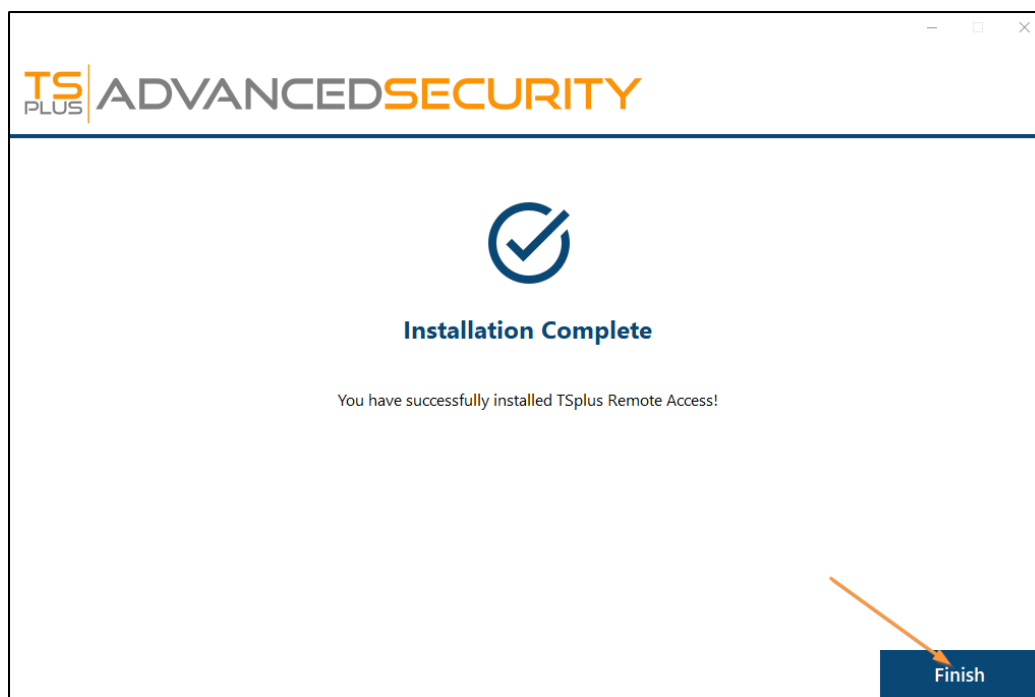 TS PLUS ADVANCEDSECURITY
Installation Complete
You have successfully installed TSplus Remote Access!
Finish